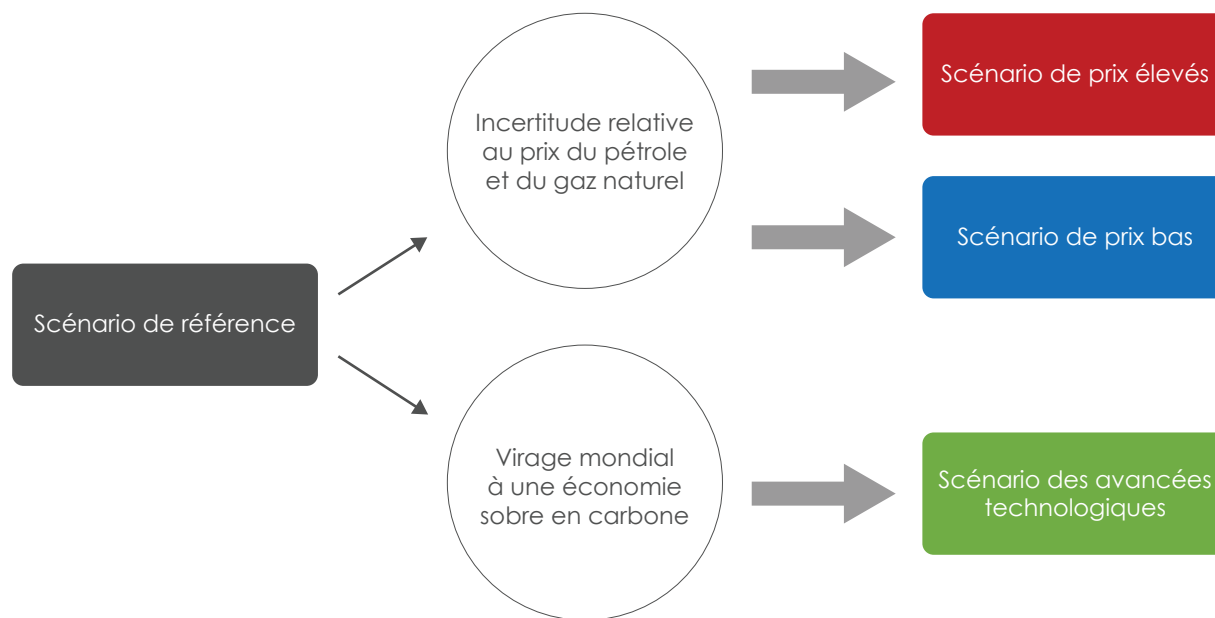 Scénario de référence
Incertitude relative
au prix du pétrole
et du gaz naturel
Scénario de prix élevés
Scénario de prix bas
Virage mondial
à une économie
sobre en carbone
Scénario des avancées
technologiques